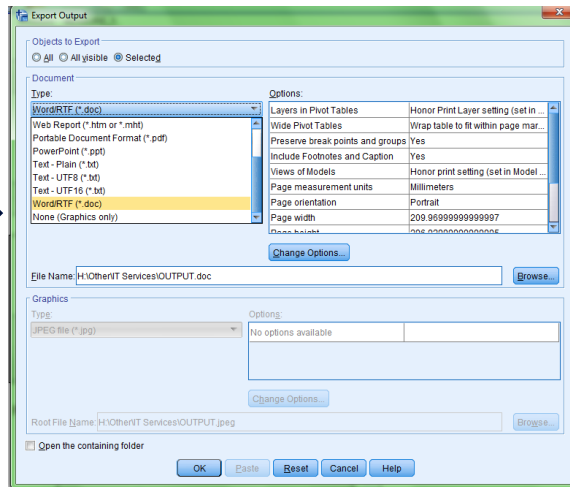 Export Output
Objects to Export
All All visible Selected
Document
Type: Options:
Word/RTF (*.doc)
Web Report (*.htm or *.mht)
Portable Document Format (*.pdf)
PowerPoint (*.ppt)
Text - Plain (*.txt)
Text - UTF8 (*.txt)
Text - UTF16 (*.txt)
Word/RTF (*.doc)
None (Graphics only)
Layers in Pivot Tables Honor Print Layer setting (set in ...
Wide Pivot Tables Wrap table to fit within page mar...
Preserve break points and groups Yes
Include Footnotes and Caption Yes
Views of Models Honor print setting (set in Model ...
Page measurement units Millimeters
Page orientation Portrait
Page width 209.96999999999997
Page height
Change Options...
File Name: H:\Other\IT Services\OUTPUT.doc Browse...
Graphics
Type: Options:
JPEG file (*.jpg) No options available
Change Options...
Root File Name: H:\Other\IT Services\OUTPUT.jpeg Browse...
Open the containing folder
OK Paste Reset Cancel Help